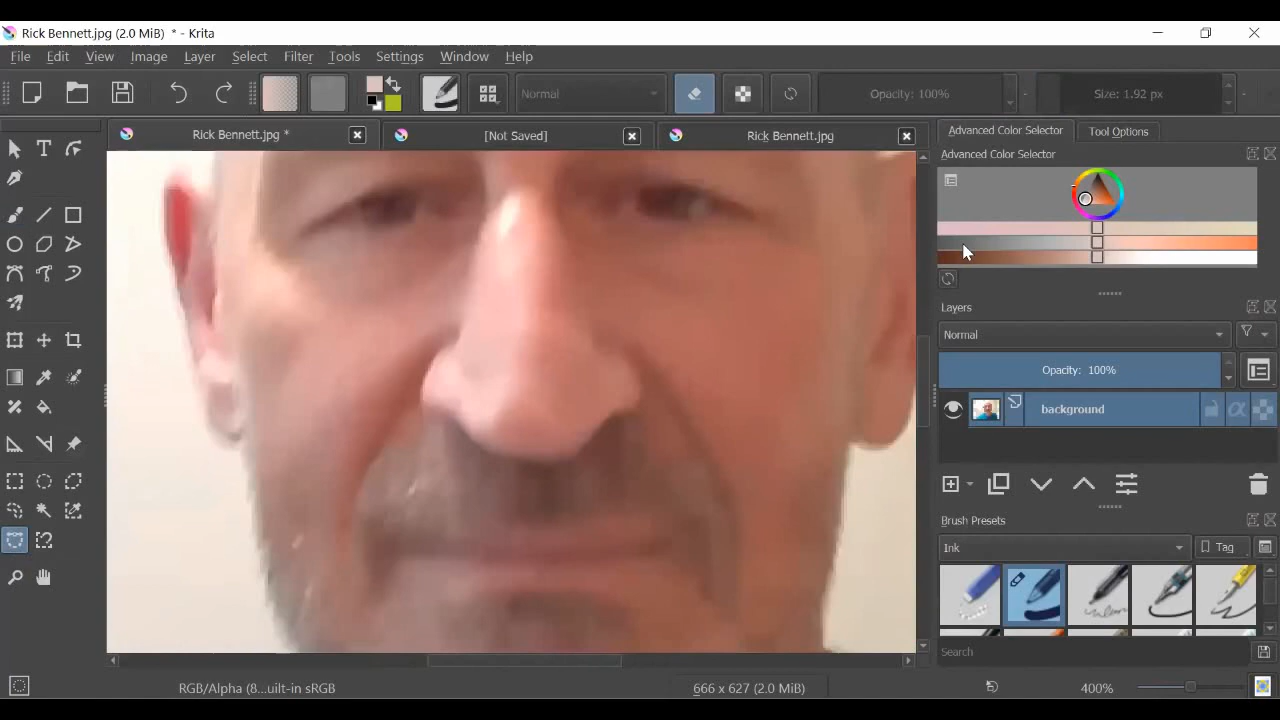 Rick Bennett.jpg (2.0 MiB) * - Krita
File Edit View Image Layer Select Filter Tools Settings Window Help
Normal Opacity: 100% Size: 1.92 px
Rick Bennett.jpg * [Not Saved] Rick Bennett.jpg
Advanced Color Selector Tool Options
Advanced Color Selector
Layers
Normal
Opacity: 100%
background
Brush Presets
Ink Tag
Search
RGB/Alpha (8...uilt-in sRGB 666 x 627 (2.0 MiB) 400%